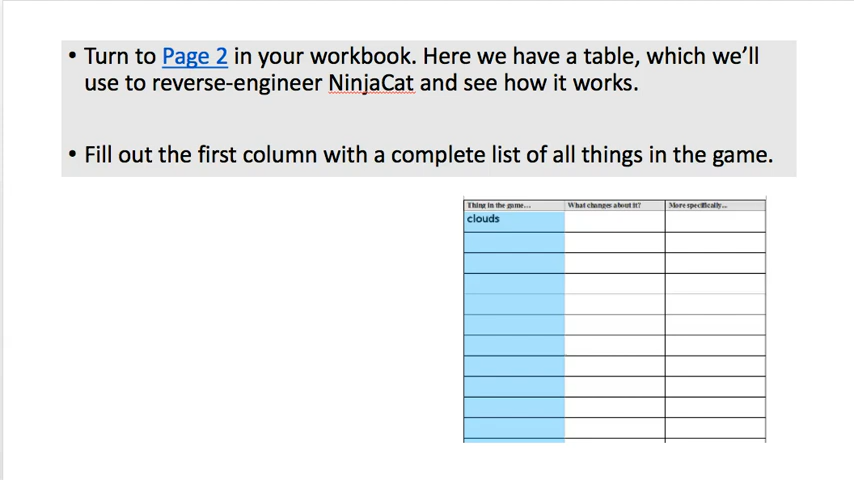 • Turn to Page 2 in your workbook. Here we have a table, which we’ll
use to reverse-engineer NinjaCat and see how it works.
• Fill out the first column with a complete list of all things in the game.
Thing in the game... What changes about it? More specifically...
clouds